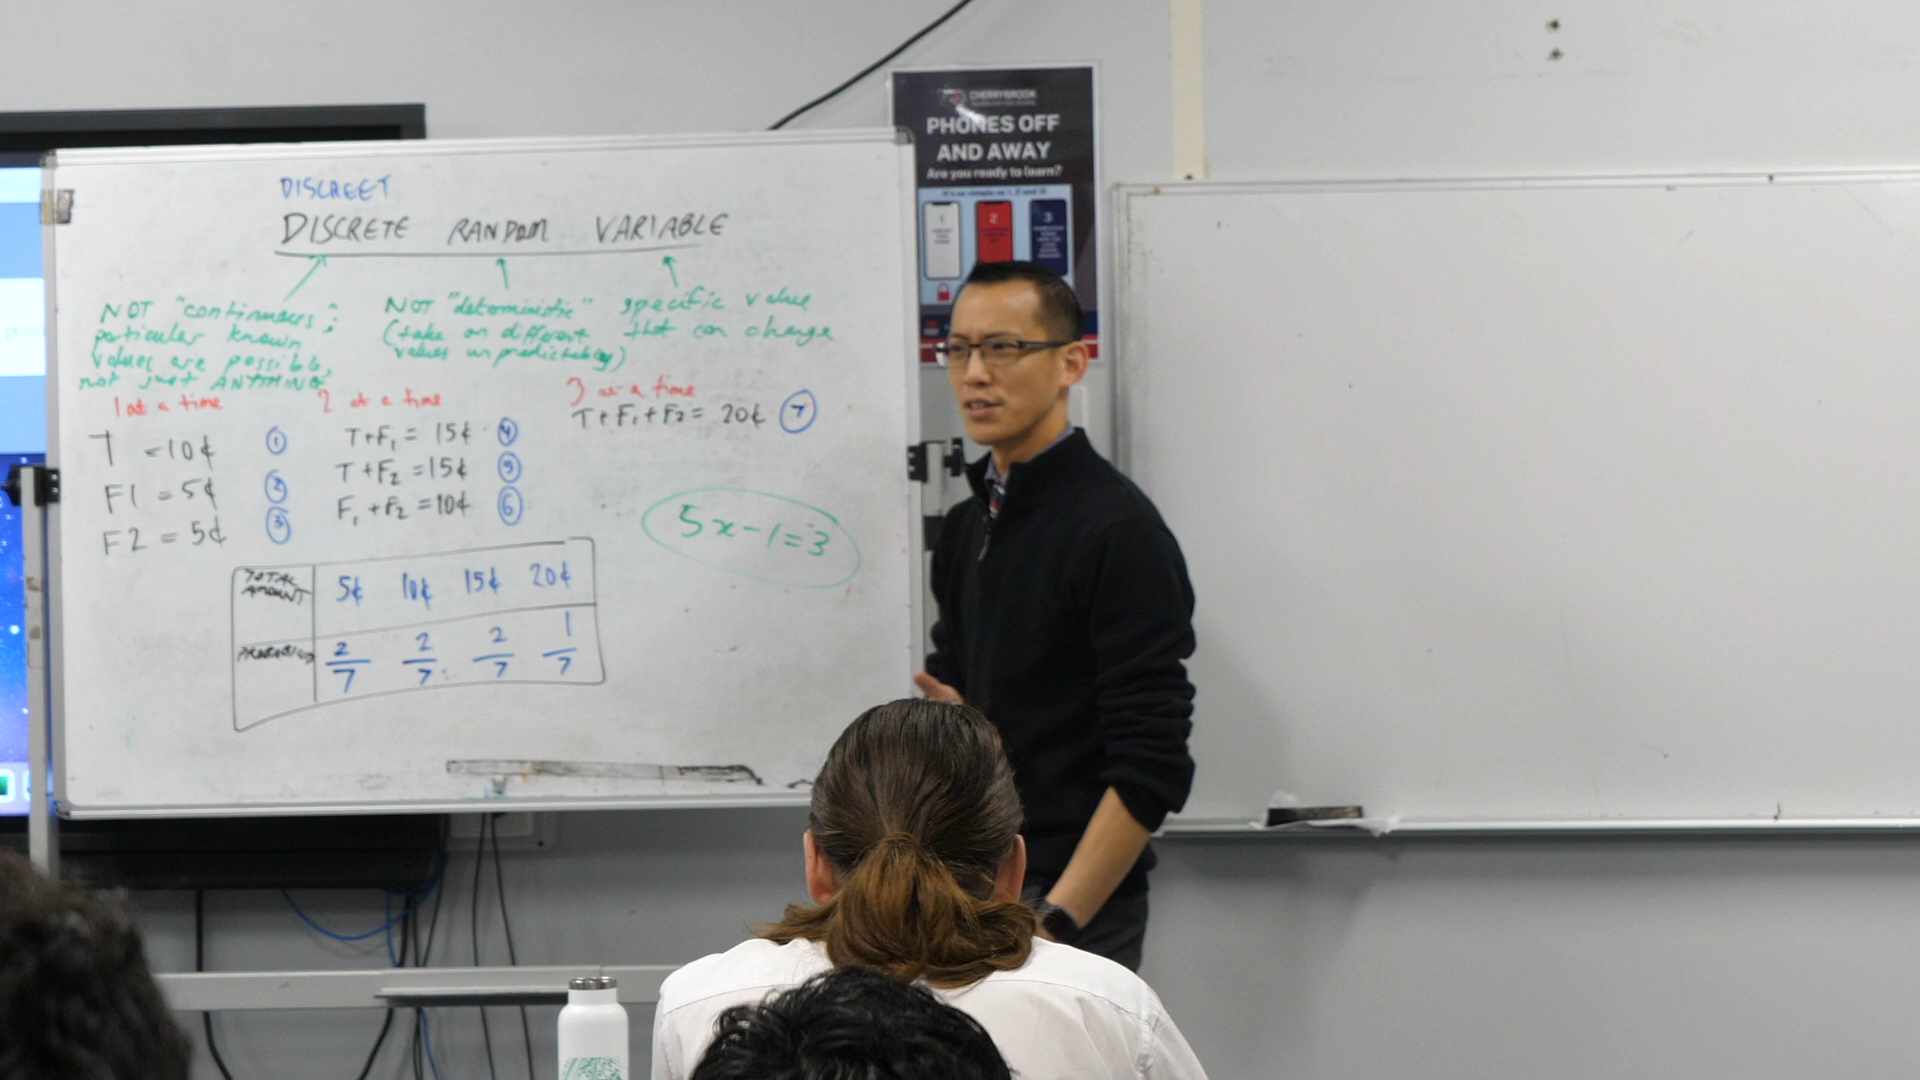 DISCREET
DISCRETE RANDOM VARIABLE
NOT "continuous":
particular known
values are possible,
not just ANYTHING
NOT "deterministic"
(take on different
values unpredictably)
specific value
that can change
1 at a time
T = 10¢ ①
F1 = 5¢ ②
F2 = 5¢ ③
2 at a time
T+F₁ = 15¢ ④
T+F₂ = 15¢ ⑤
F₁+F₂ = 10¢ ⑥
3 at a time
T+F₁+F₂ = 20¢ ⑦
5x-1=3
TOTAL AMOUNT 5¢ 10¢ 15¢ 20¢
2/7 2/7 2/7 1/7
CHERRYBROOK
PHONES OFF
AND AWAY
Are you ready to learn?
1 2 3